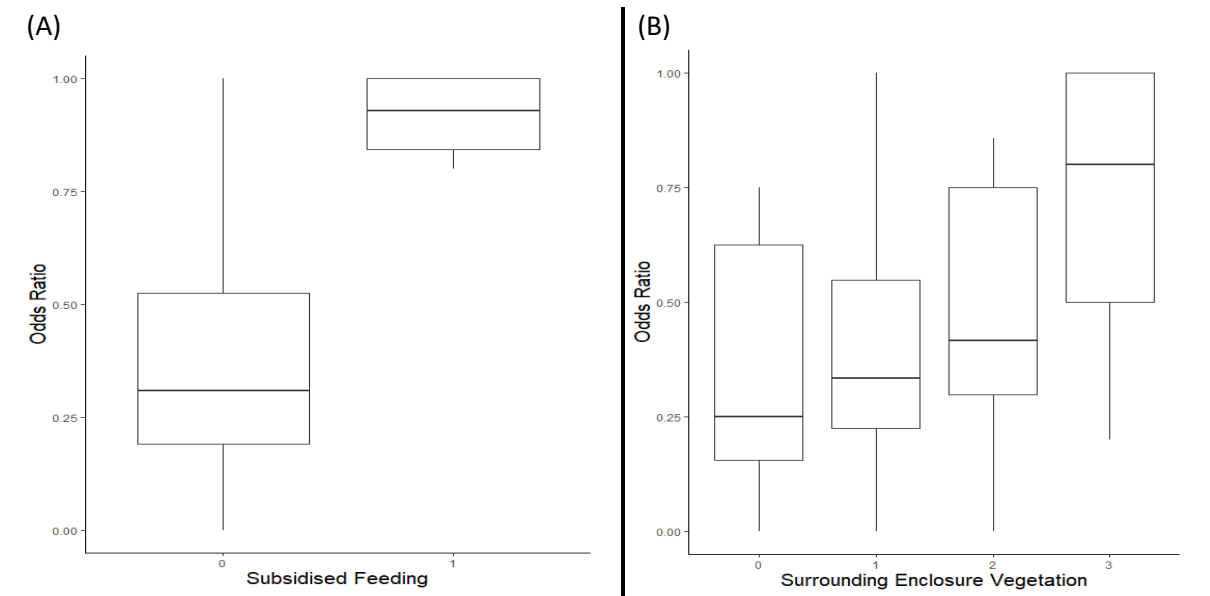 (A)
Odds Ratio
1.00
0.75
0.50
0.25
0.00
0 1
Subsidised Feeding
(B)
Odds Ratio
1.00
0.75
0.50
0.25
0.00
0 1 2 3
Surrounding Enclosure Vegetation